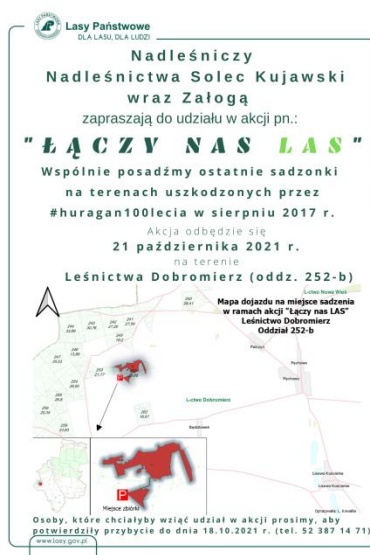 Lasy Państwowe
DLA LASU, DLA LUDZI
Nadleśniczy
Nadleśnictwa Solec Kujawski
wraz Załogą
zapraszają do udziału w akcji pn.:
"ŁĄCZY NAS LAS"
Wspólnie posadźmy ostatnie sadzonki
na terenach uszkodzonych przez
#huragan100lecia w sierpniu 2017 r.
Akcja odbędzie się
21 października 2021 r.
na terenie
Leśnictwa Dobromierz (oddz. 252-b)
L-ctwo Nowa Wieś
Mapa dojazdu na miejsce sadzenia
w ramach akcji "Łączy nas LAS"
Leśnictwo Dobromierz
Oddział 252-b
L-ctwo Dobromierz
P
P
Miejsce zbiórki
Osoby, które chciałyby wziąć udział w akcji prosimy, aby
potwierdziły przybycie do dnia 18.10.2021 r. (tel. 52 387 14 71)
www.lasy.gov.pl